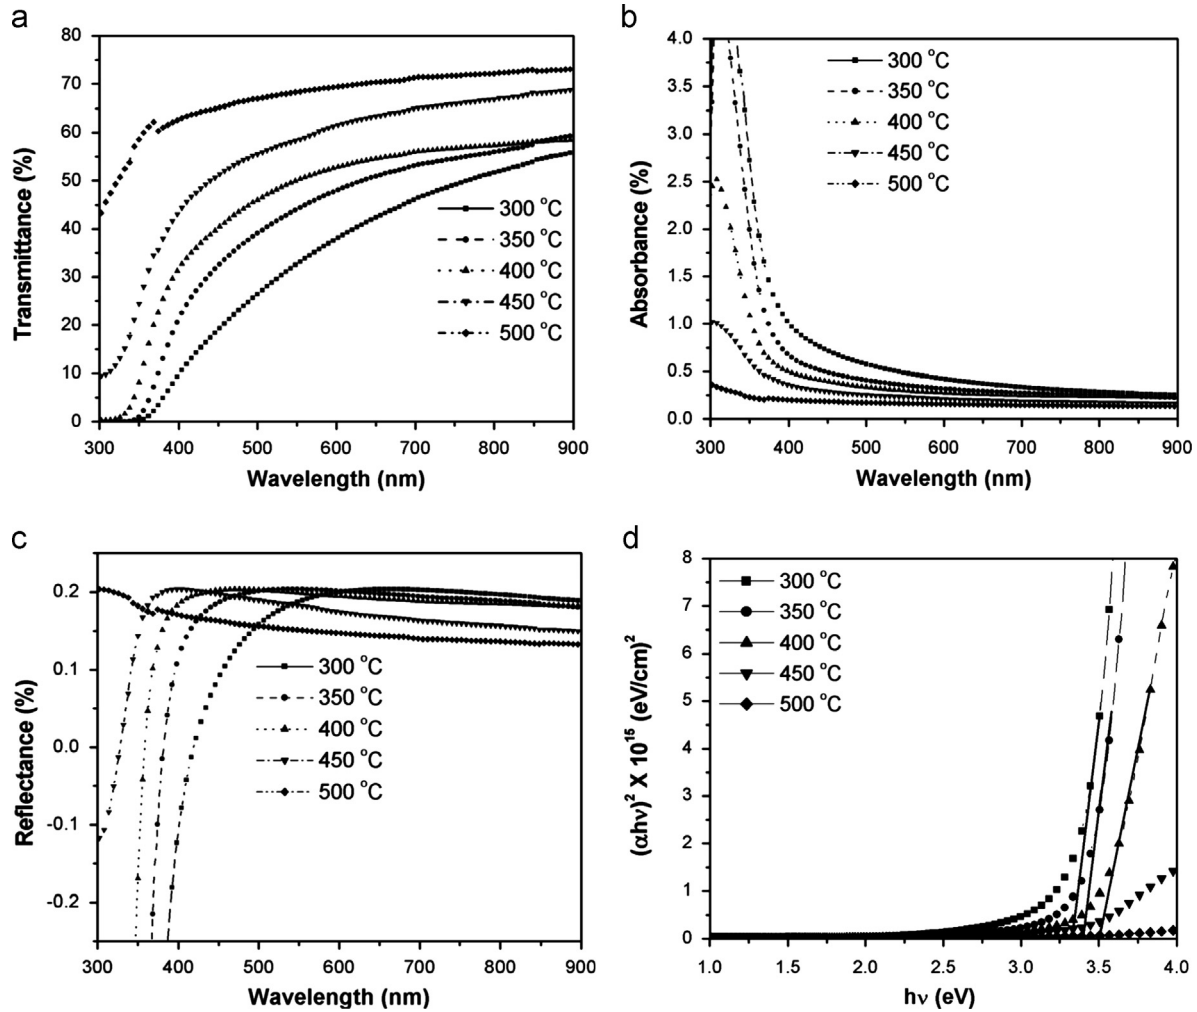 a
80
70
60
50
40
30
20
10
0
Transmittance (%)
300 °C
350 °C
400 °C
450 °C
500 °C
300 400 500 600 700 800 900
Wavelength (nm)
b
4.0
3.5
3.0
2.5
2.0
1.5
1.0
0.5
0.0
Absorbance (%)
300 °C
350 °C
400 °C
450 °C
500 °C
300 400 500 600 700 800 900
Wavelength (nm)
c
0.2
0.1
0.0
-0.1
-0.2
Reflectance (%)
300 °C
350 °C
400 °C
450 °C
500 °C
300 400 500 600 700 800 900
Wavelength (nm)
d
8
7
6
5
4
3
2
1
0
(αhν)² X 10¹⁵ (eV/cm)²
300 °C
350 °C
400 °C
450 °C
500 °C
1.0 1.5 2.0 2.5 3.0 3.5 4.0
hν (eV)